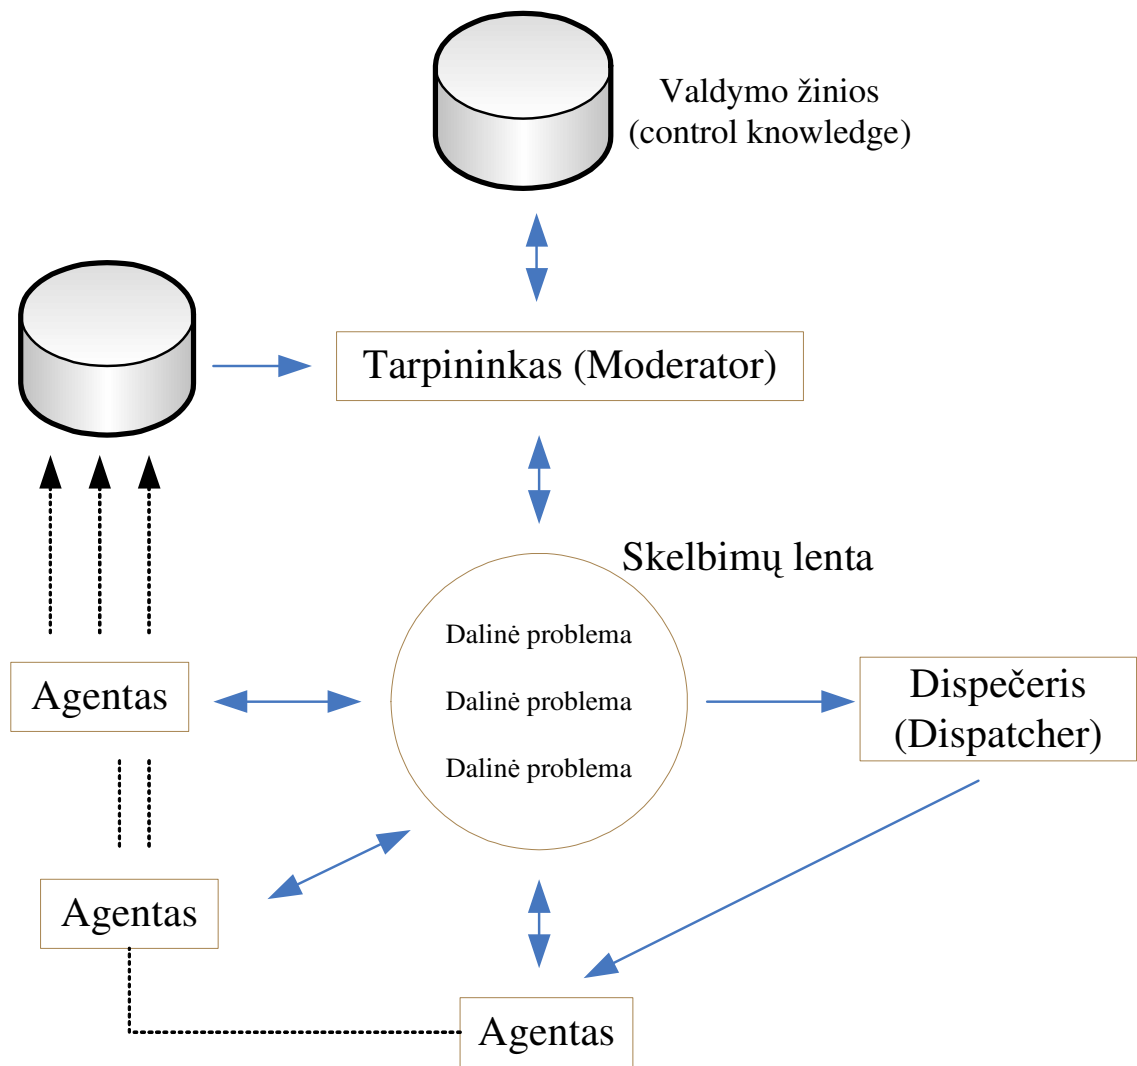 Valdymo žinios
(control knowledge)
Tarpininkas (Moderator)
Skelbimų lenta
Dalinė problema
Dalinė problema
Dalinė problema
Agentas
Dispečeris
(Dispatcher)
Agentas
Agentas